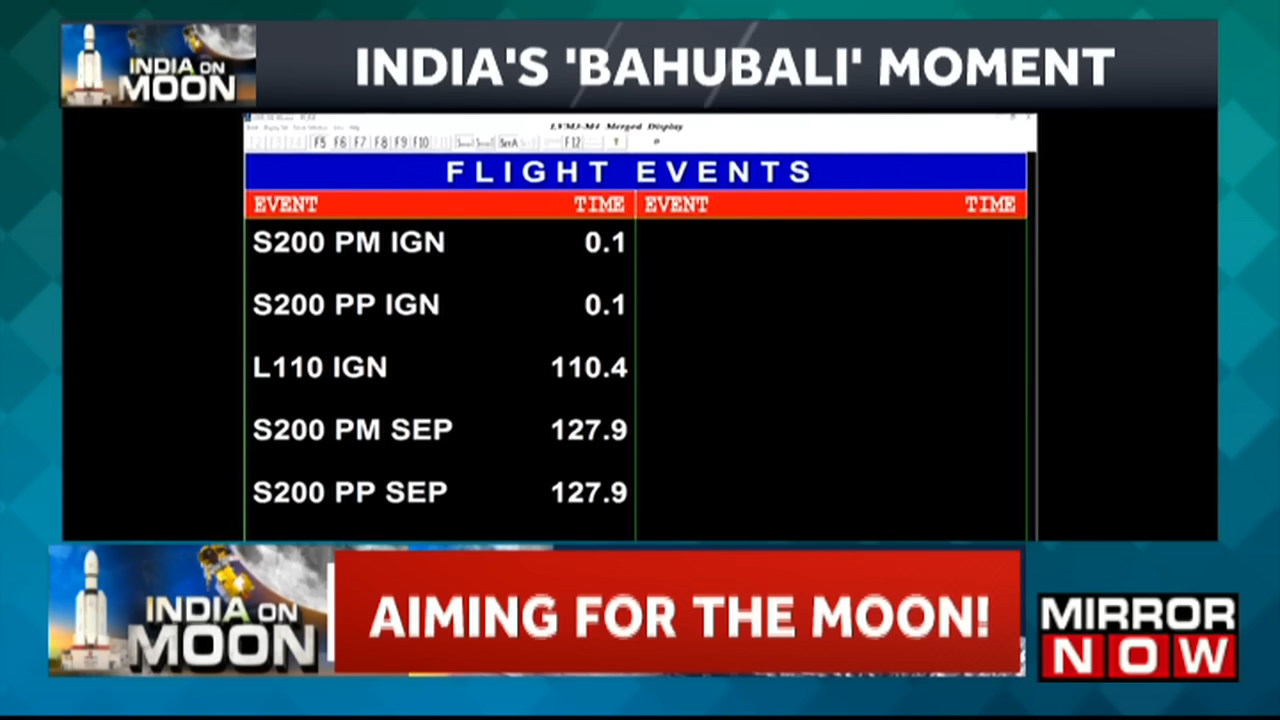 INDIA ON
MOON
INDIA'S 'BAHUBALI' MOMENT
LVM3-M4 Merged Display
F5 F6 F7 F8 F9 F10
F12
FLIGHT EVENTS
EVENT TIME EVENT TIME
S200 PM IGN 0.1
S200 PP IGN 0.1
L110 IGN 110.4
S200 PM SEP 127.9
S200 PP SEP 127.9
INDIA ON
MOON
AIMING FOR THE MOON!
MIRROR
NOW